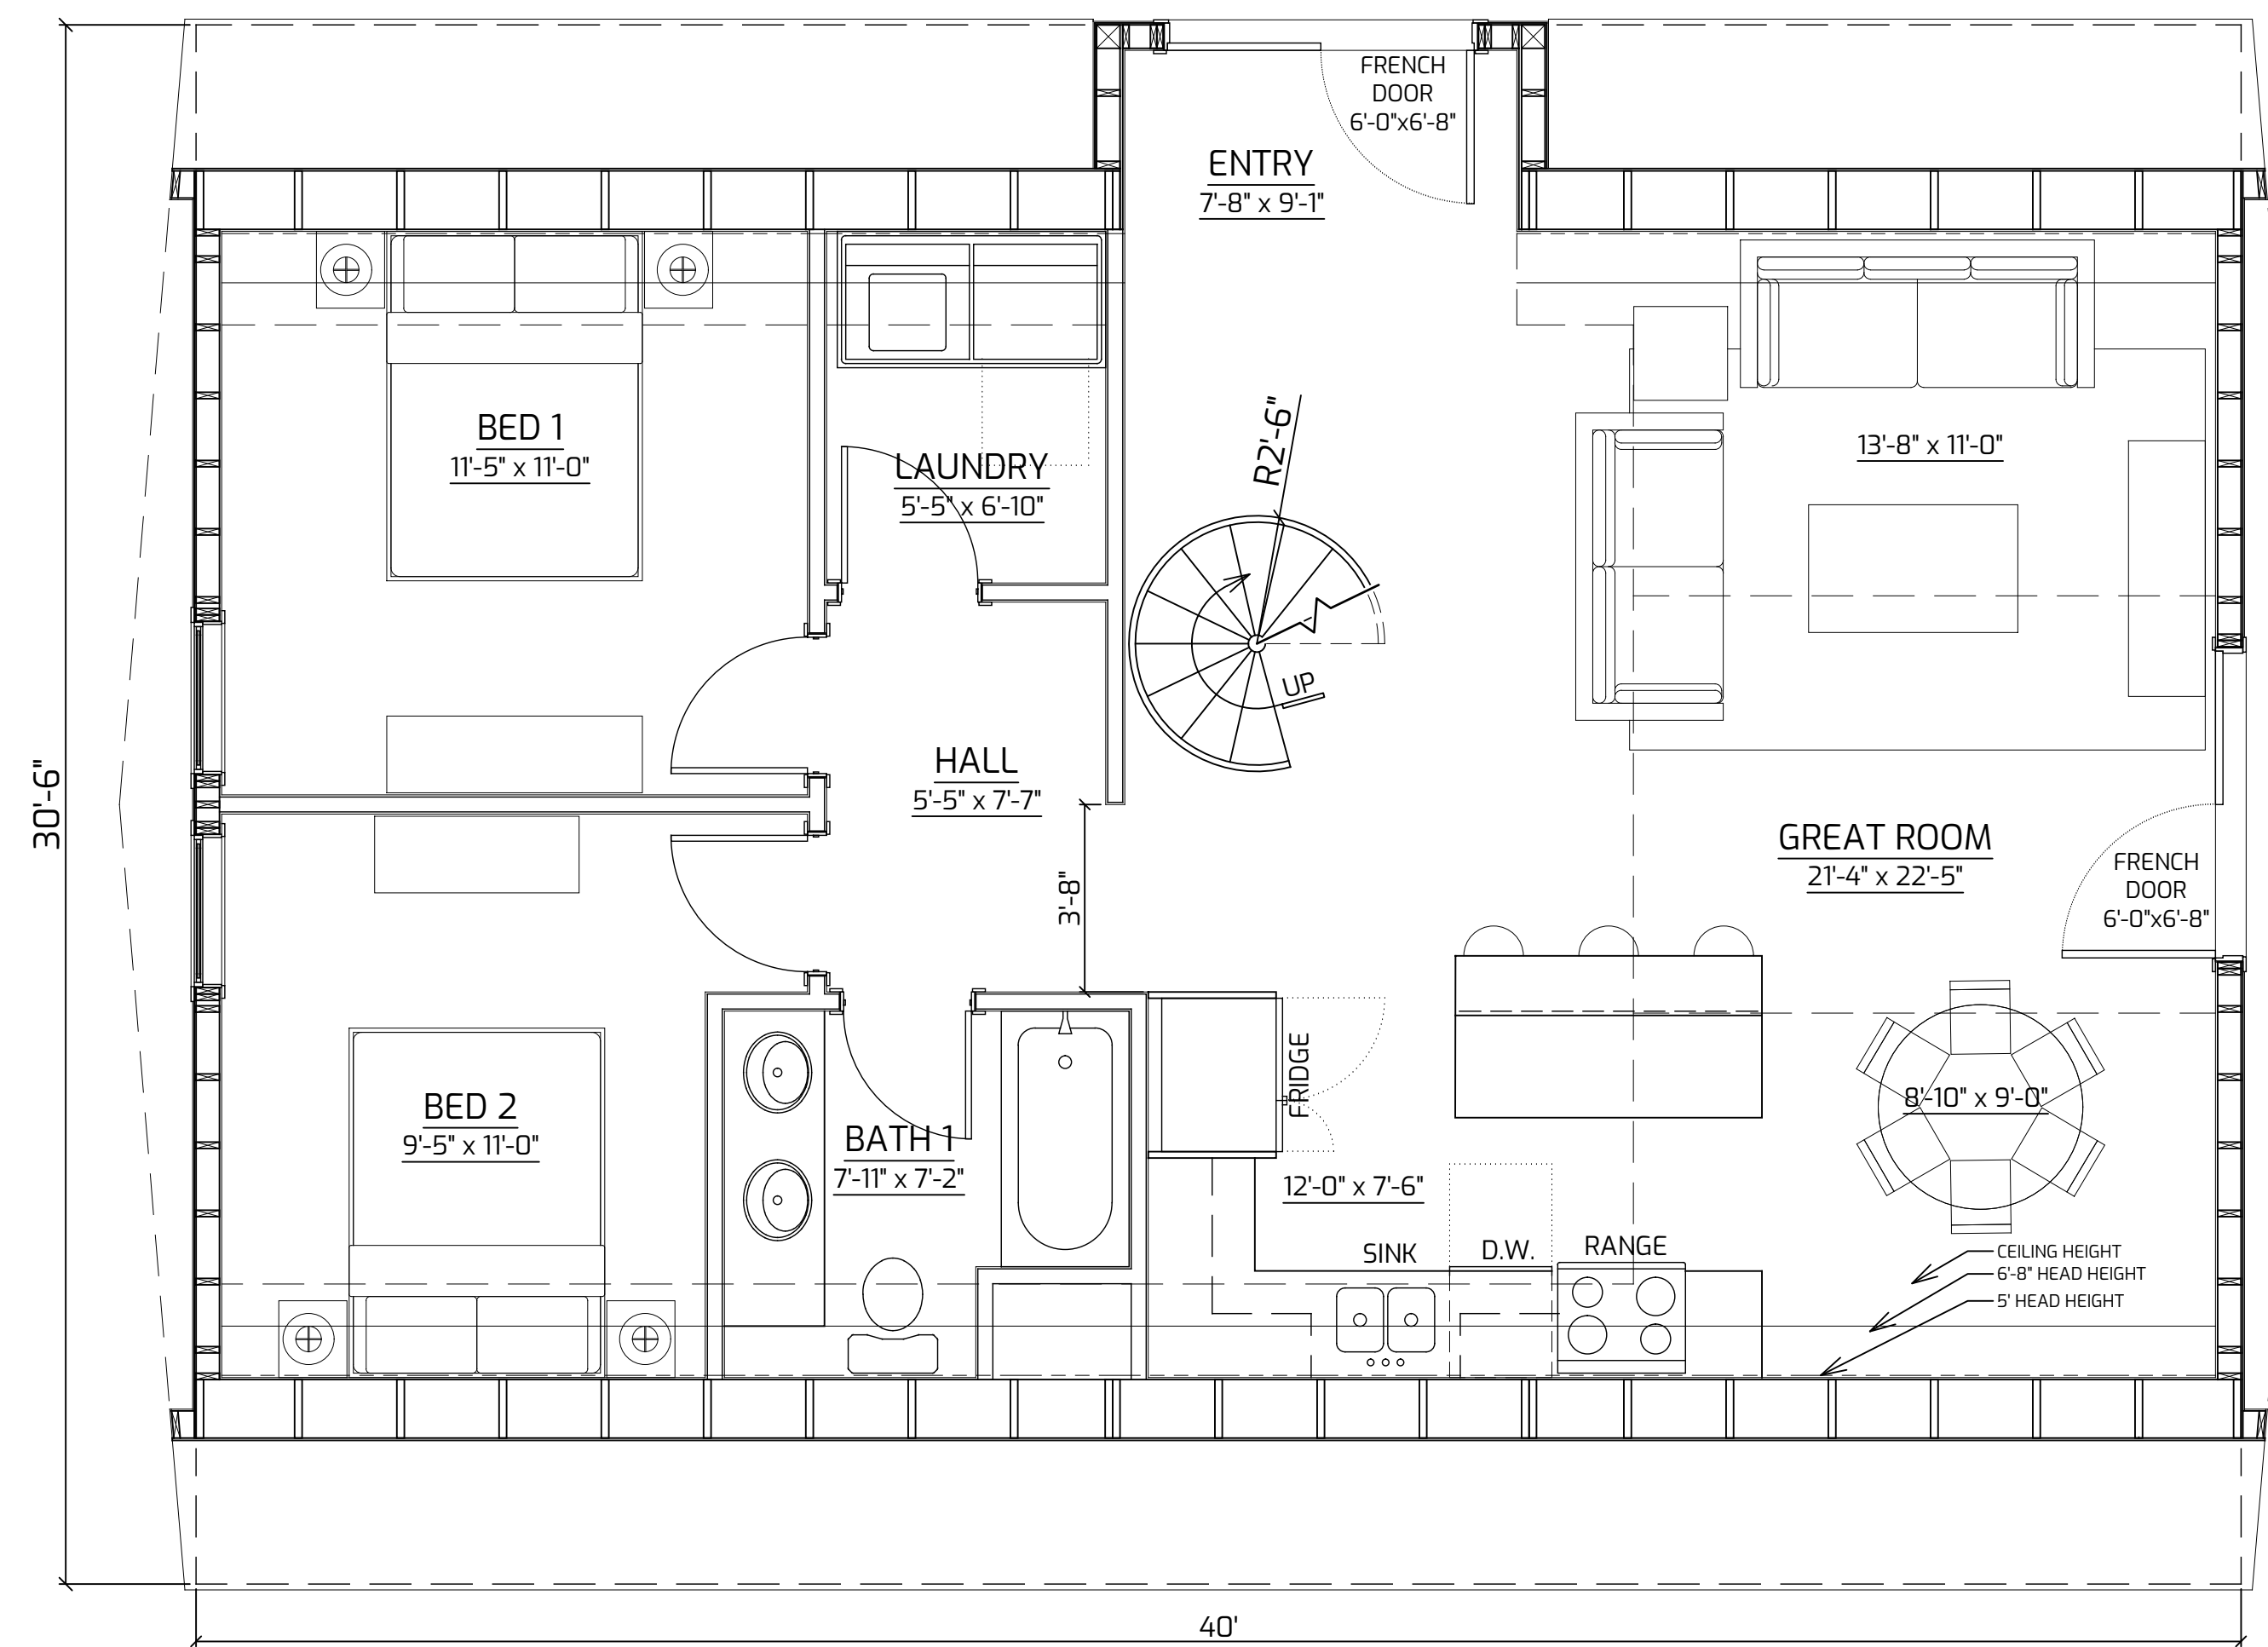 FRENCH
DOOR
6'-0"x6'-8"
ENTRY
7'-8" x 9'-1"
BED 1
11'-5" x 11'-0"
LAUNDRY
5'-5" x 6'-10"
R2'-6"
13'-8" x 11'-0"
UP
HALL
5'-5" x 7'-7"
30'-6"
3'-8"
GREAT ROOM
21'-4" x 22'-5"
FRENCH
DOOR
6'-0"x6'-8"
FRIDGE
BED 2
9'-5" x 11'-0"
BATH 1
7'-11" x 7'-2"
8'-10" x 9'-0"
12'-0" x 7'-6"
SINK
D.W.
RANGE
CEILING HEIGHT
6'-8" HEAD HEIGHT
5' HEAD HEIGHT
40'